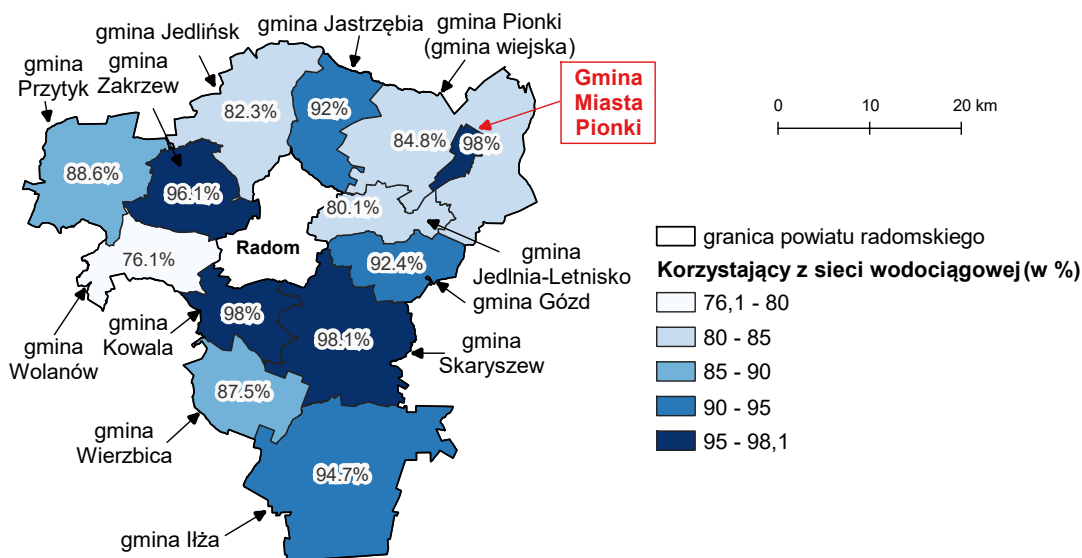 gmina Jedlińsk
gmina Jastrzębia
gmina Pionki
(gmina wiejska)
gmina
Przytyk
gmina
Zakrzew
Gmina
Miasta
Pionki
0 10 20 km
82.3%
92%
84.8%
98%
88.6%
96.1%
80.1%
76.1%
Radom
92.4%
gmina
Jedlnia-Letnisko
gmina Gózd
98%
98.1%
gmina
Kowala
gmina
Wolanów
gmina
Skaryszew
87.5%
gmina
Wierzbica
94.7%
gmina Iłża
granica powiatu radomskiego
Korzystający z sieci wodociągowej (w %)
76,1 - 80
80 - 85
85 - 90
90 - 95
95 - 98,1